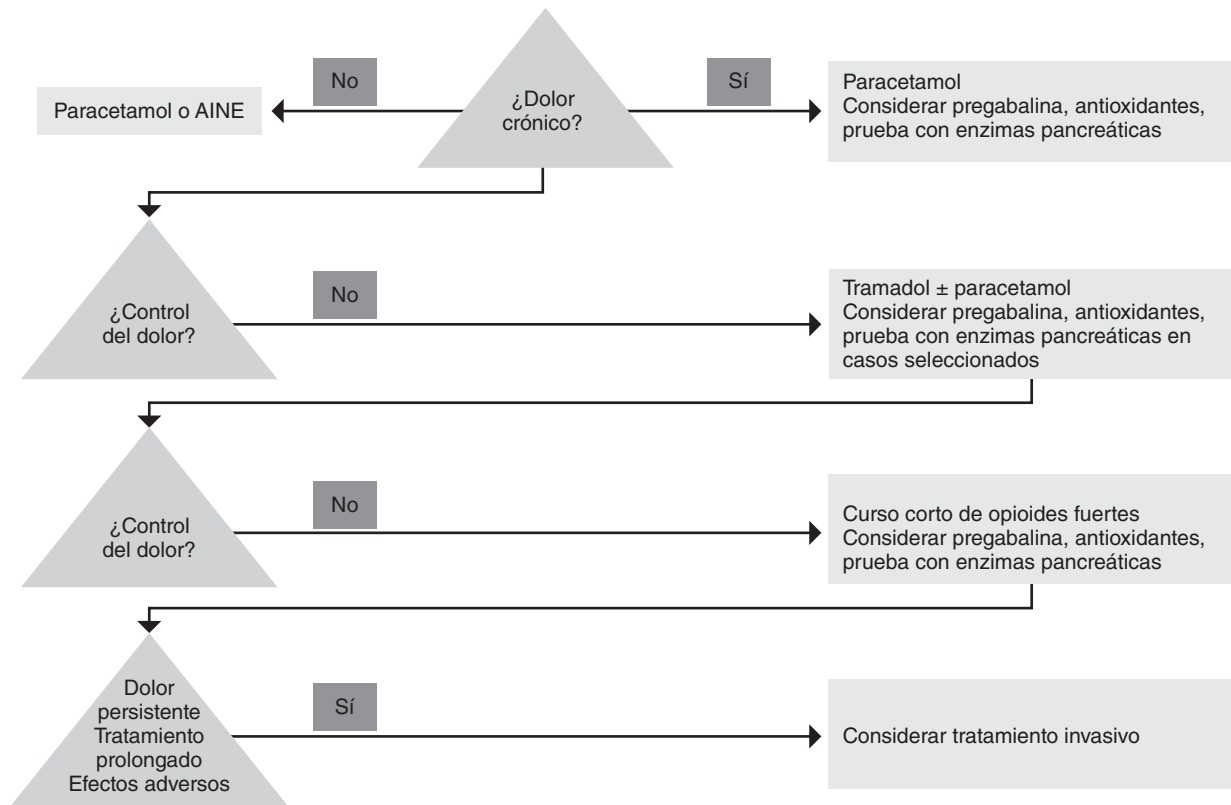 No
Sí
Paracetamol o AINE
¿Dolor
crónico?
Paracetamol
Considerar pregabalina, antioxidantes,
prueba con enzimas pancreáticas
¿Control
del dolor?
No
Tramadol ± paracetamol
Considerar pregabalina, antioxidantes,
prueba con enzimas pancreáticas en
casos seleccionados
¿Control
del dolor?
No
Curso corto de opioides fuertes
Considerar pregabalina, antioxidantes,
prueba con enzimas pancreáticas
Dolor
persistente
Tratamiento
prolongado
Efectos adversos
Sí
Considerar tratamiento invasivo